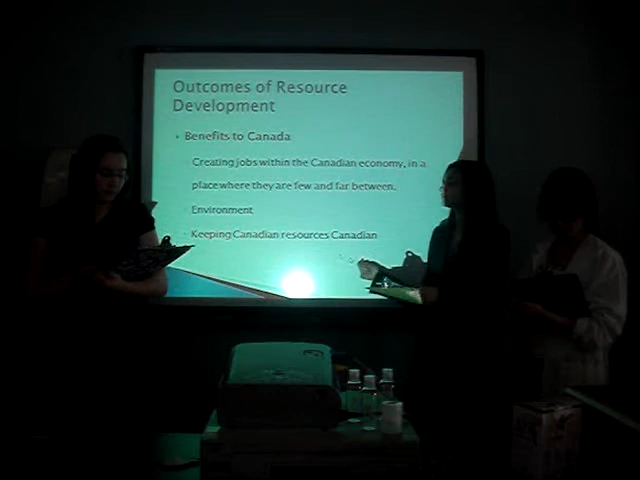 Outcomes of Resource
Development
Benefits to Canada
Creating jobs within the Canadian economy, in a
place where they are few and far between.
Environment
Keeping Canadian resources Canadian